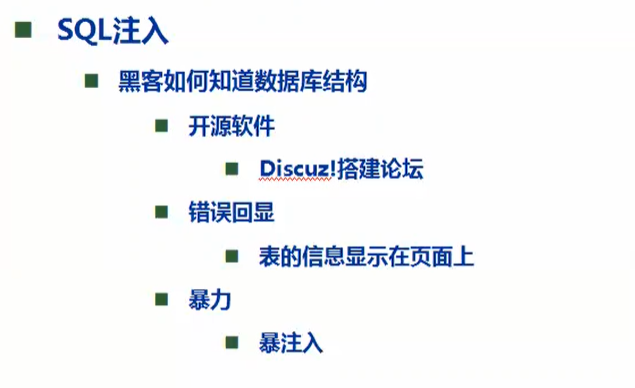 SQL注入
黑客如何知道数据库结构
开源软件
Discuz!搭建论坛
错误回显
表的信息显示在页面上
暴力
暴注入